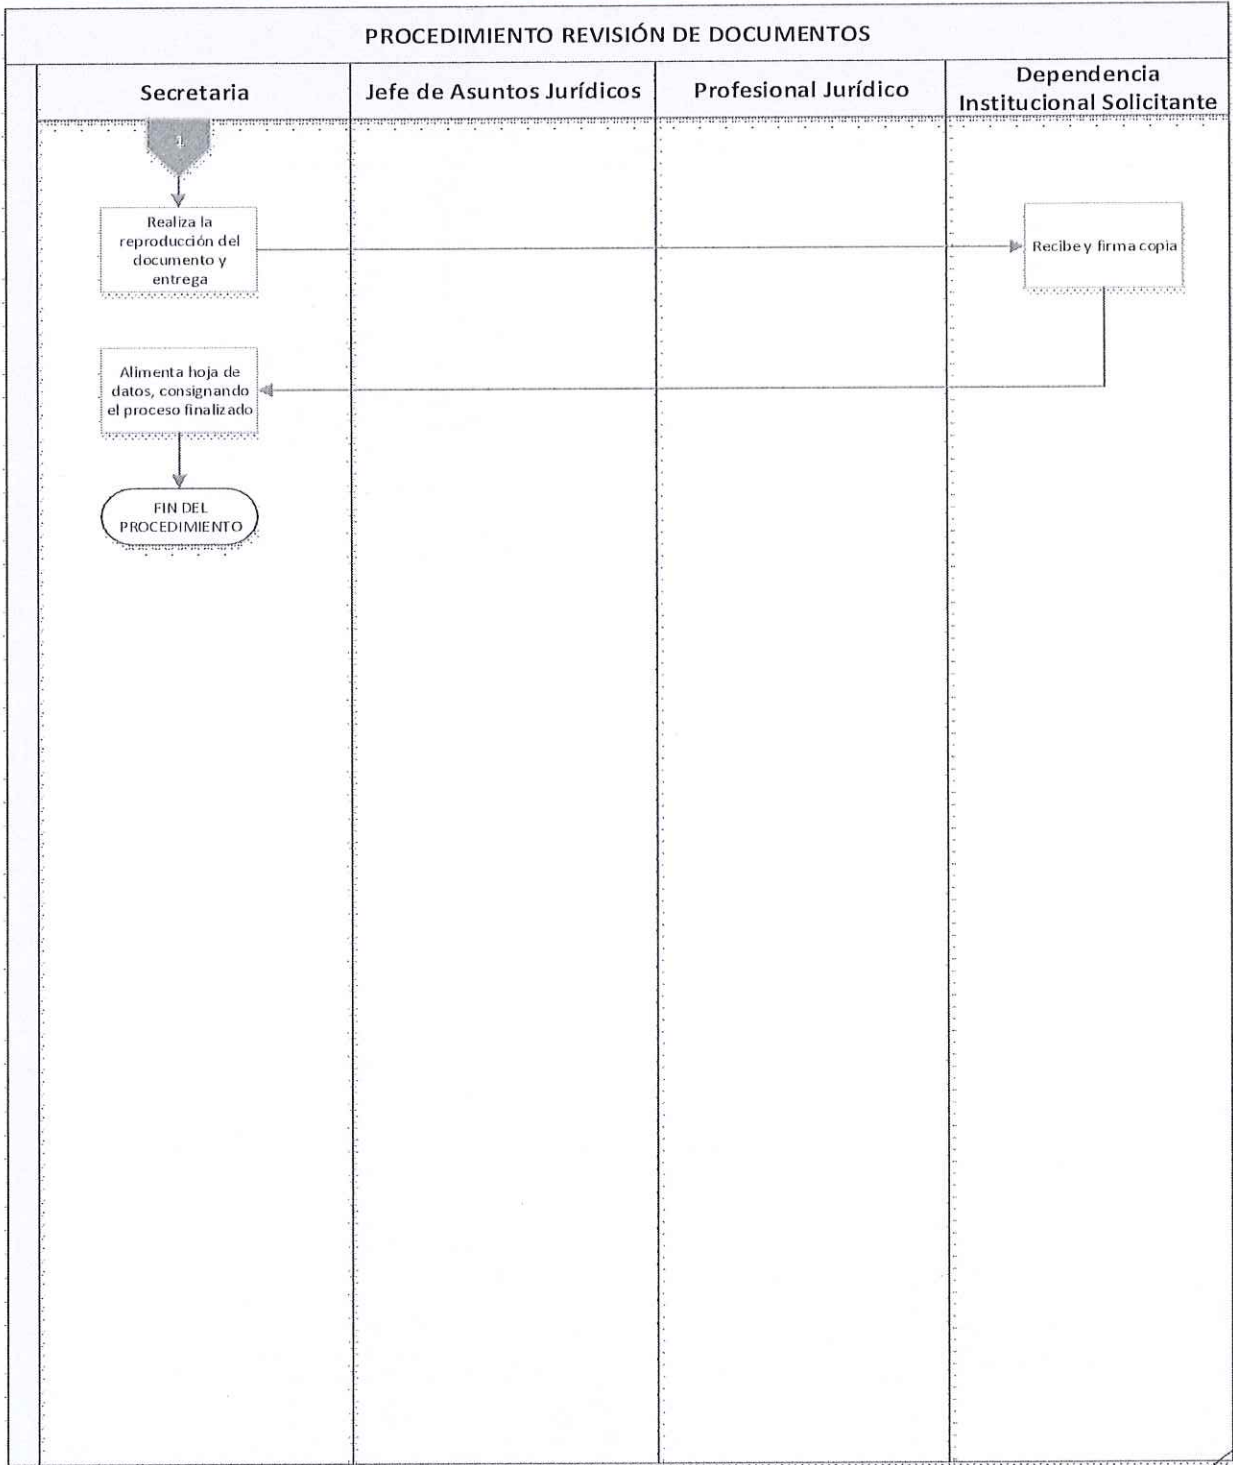 PROCEDIMIENTO REVISIÓN DE DOCUMENTOS
Secretaria
Jefe de Asuntos Jurídicos
Profesional Jurídico
Dependencia
Institucional Solicitante
1
Realiza la
reproducción del
documento y
entrega
Recibe y firma copia
Alimenta hoja de
datos, consignando
el proceso finalizado
FIN DEL
PROCEDIMIENTO